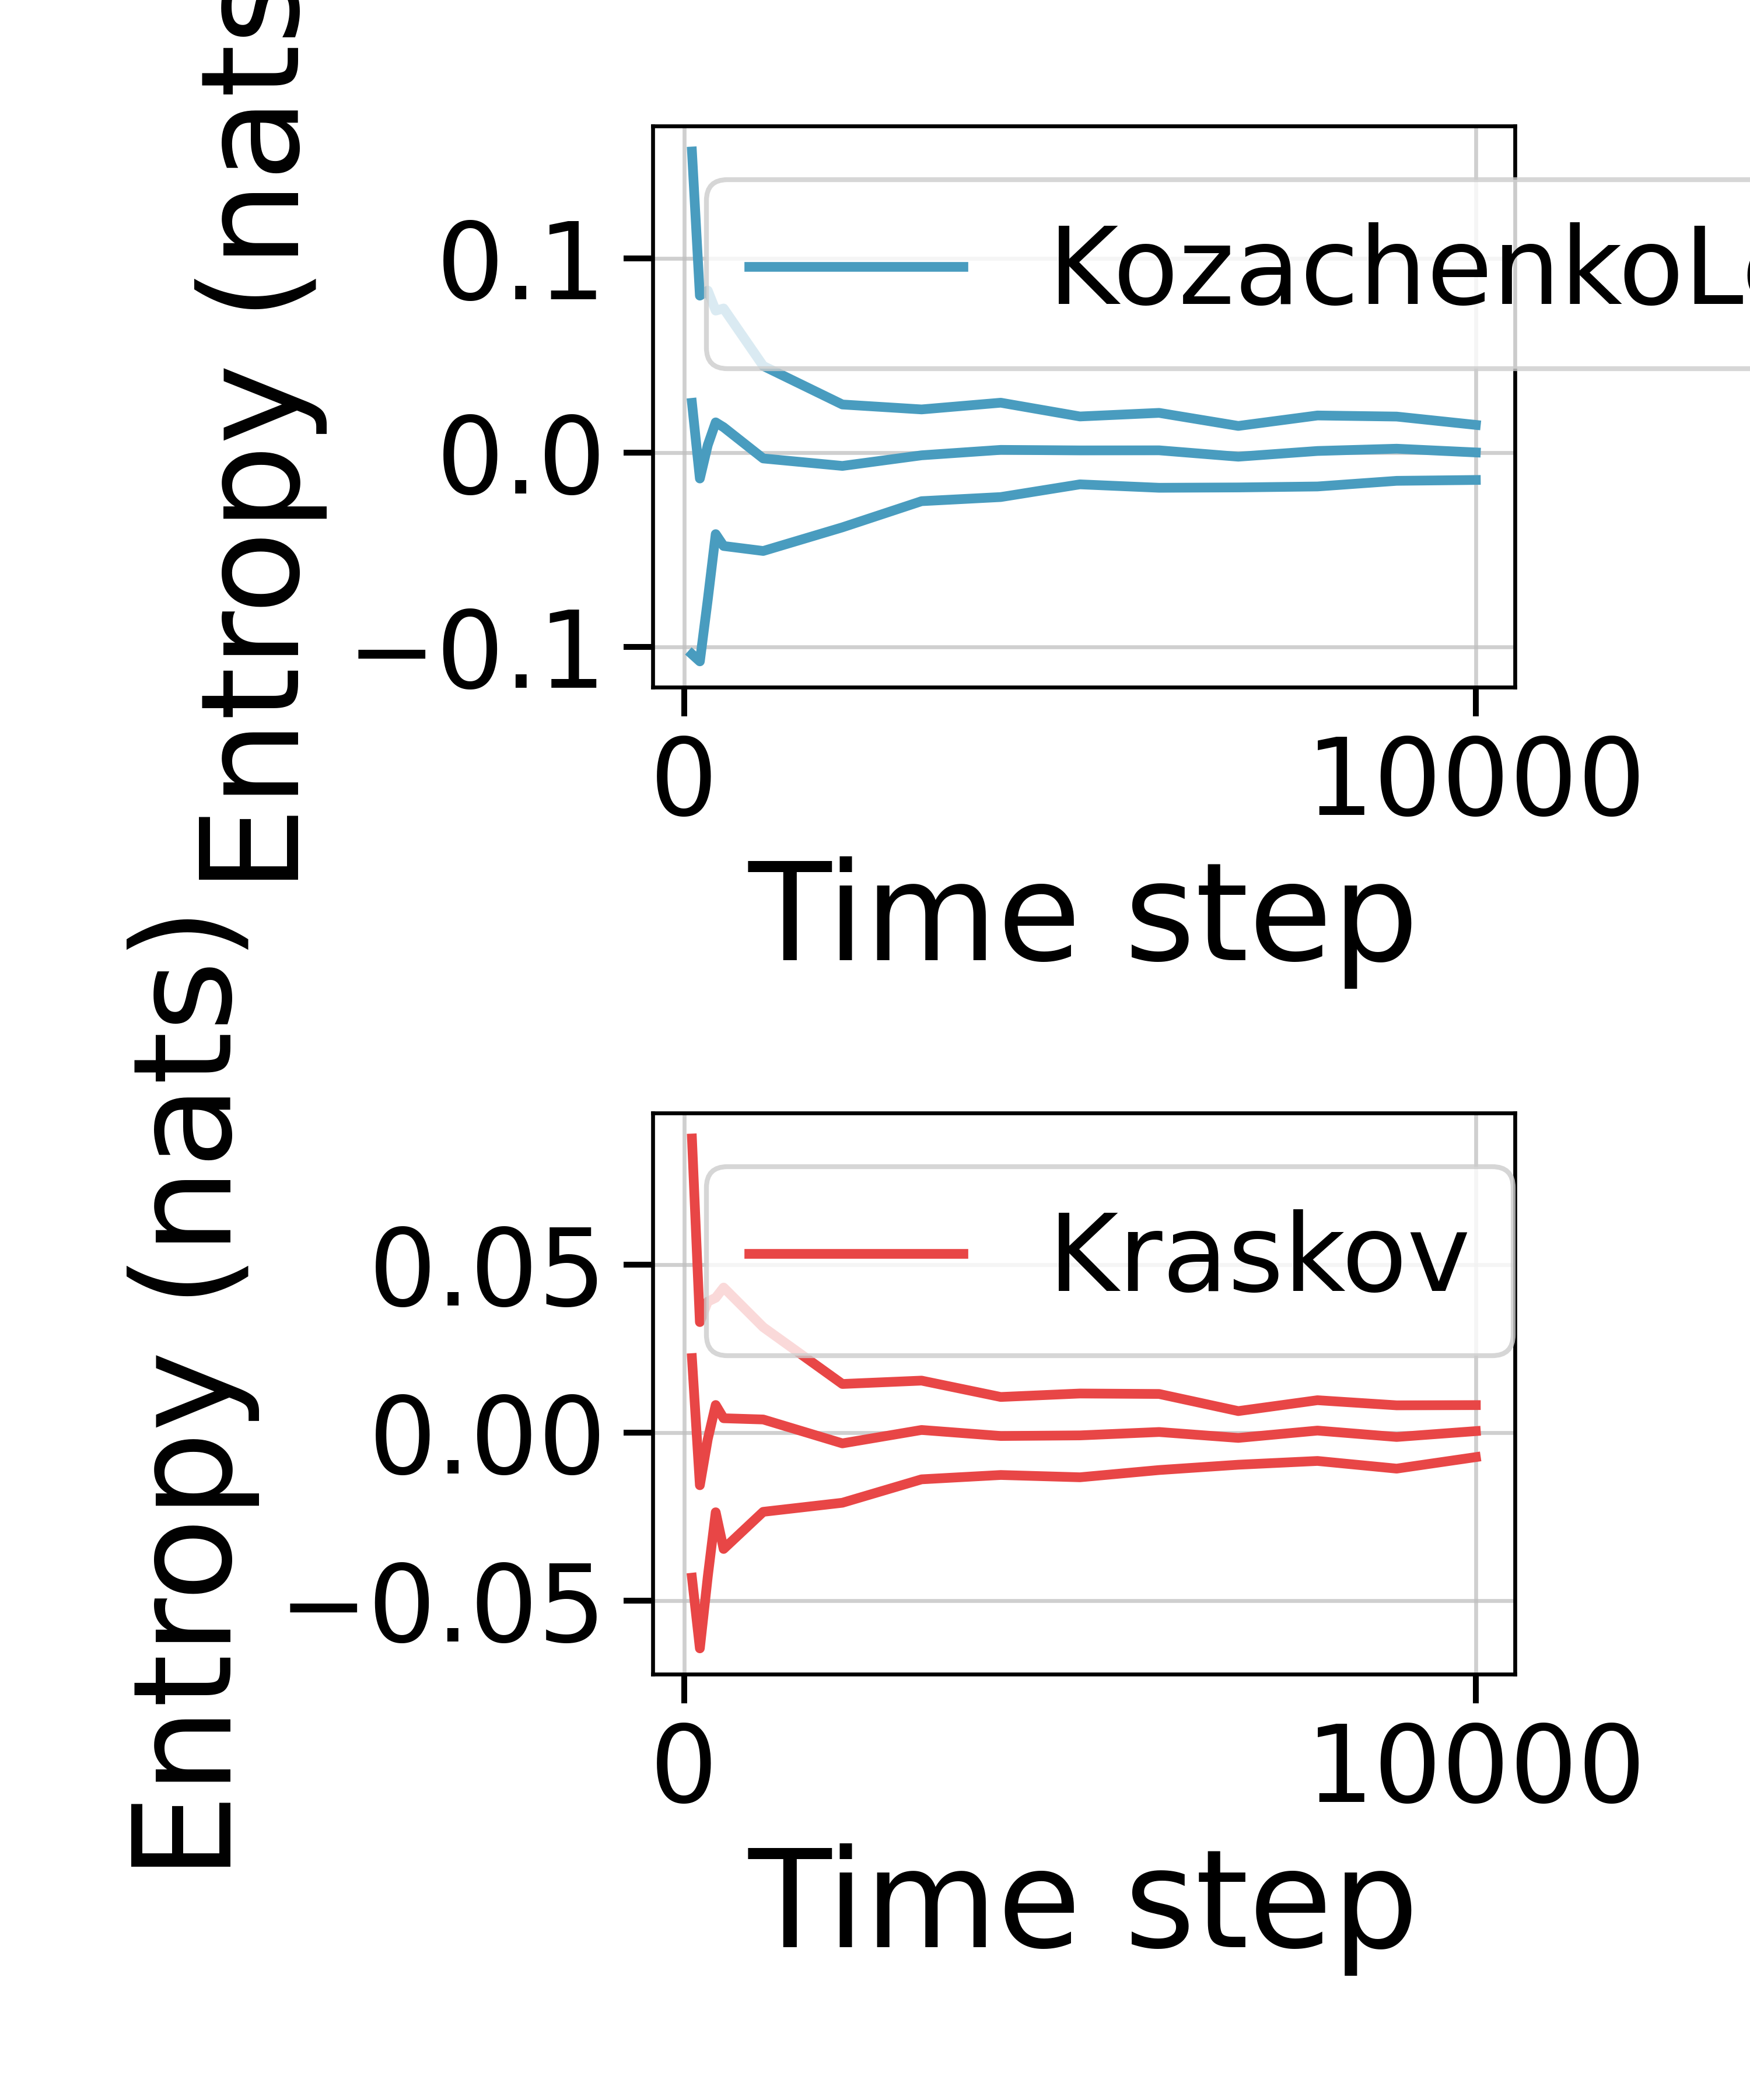 Entropy (nats
0.1
0.0
−0.1
KozachenkoL
0
10000
Time step
Entropy (nats)
0.05
0.00
−0.05
Kraskov
0
10000
Time step